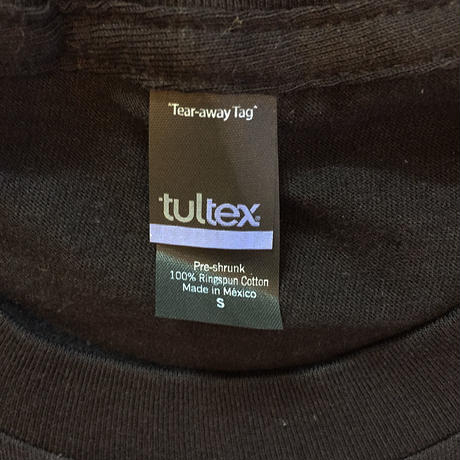 "Tear-away Tag"
tultex
Pre-shrunk
100% Ringspun Cotton
Made in México
S